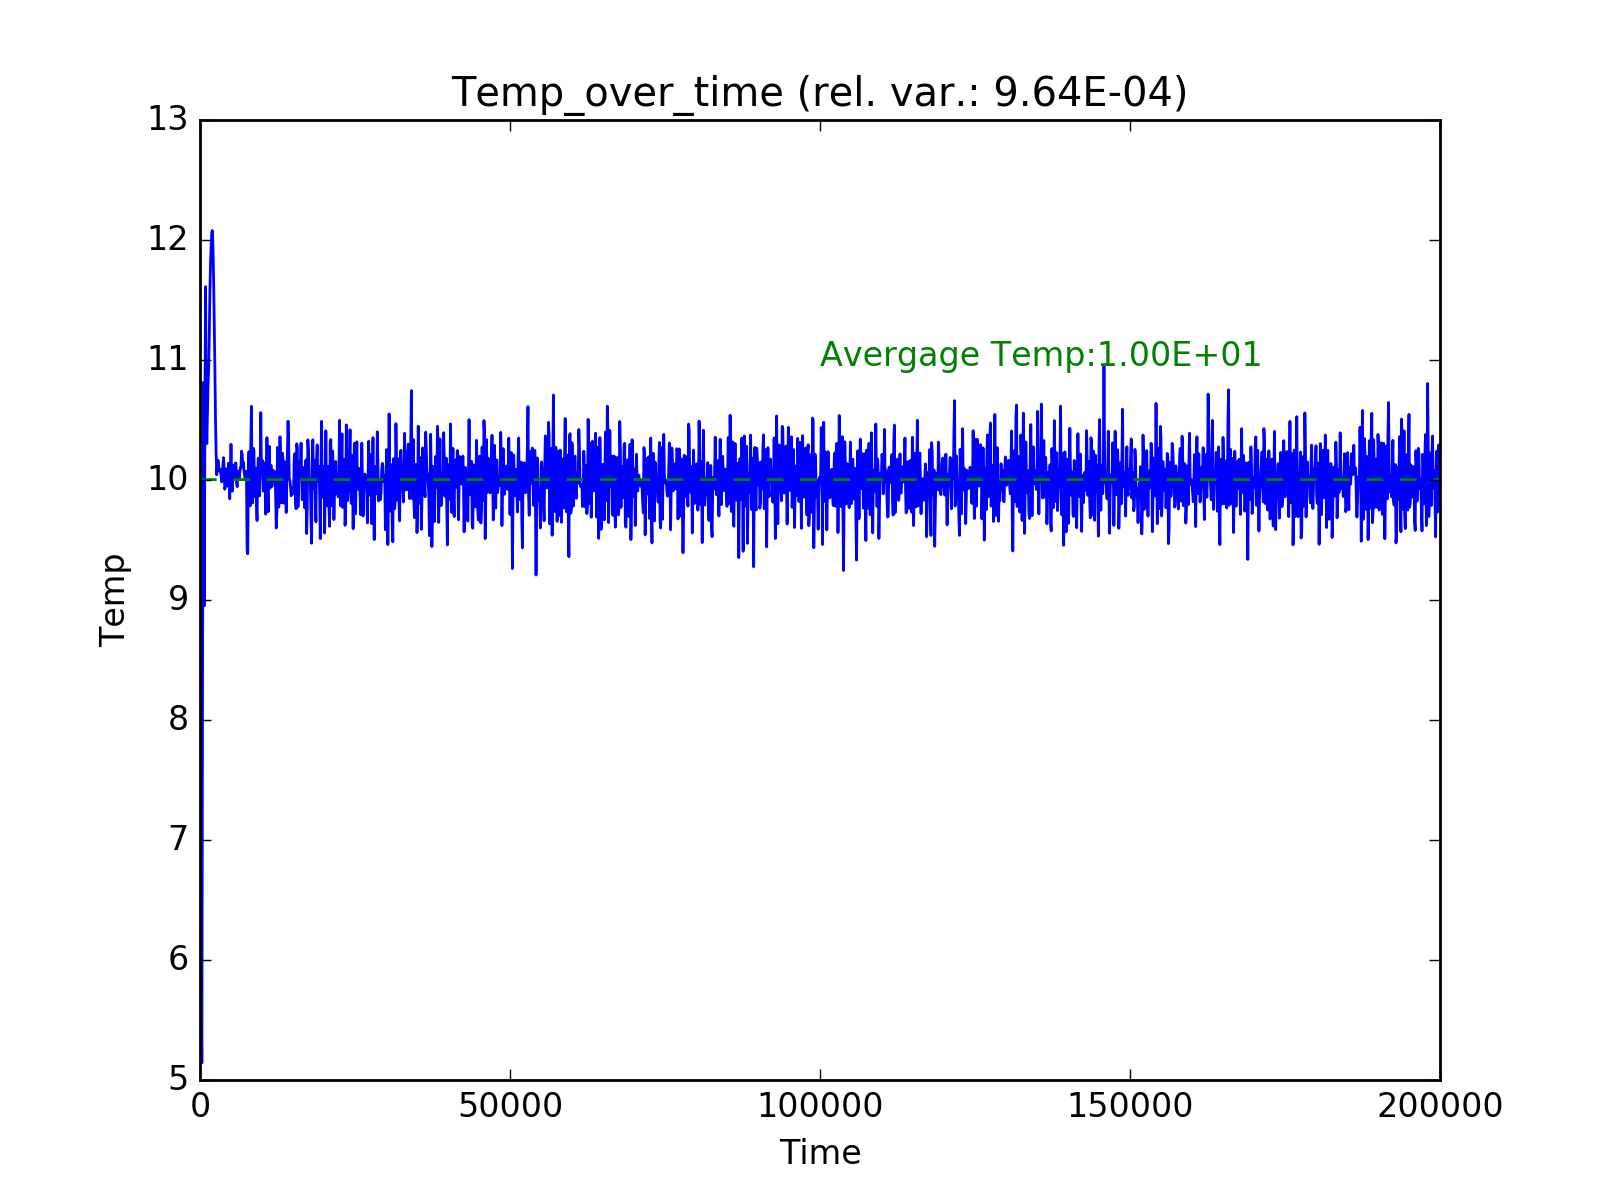 Temp_over_time (rel. var.: 9.64E-04)
13
12
11
10
9
8
7
6
5
Avergage Temp:1.00E+01
Temp
0 50000 100000 150000 200000
Time